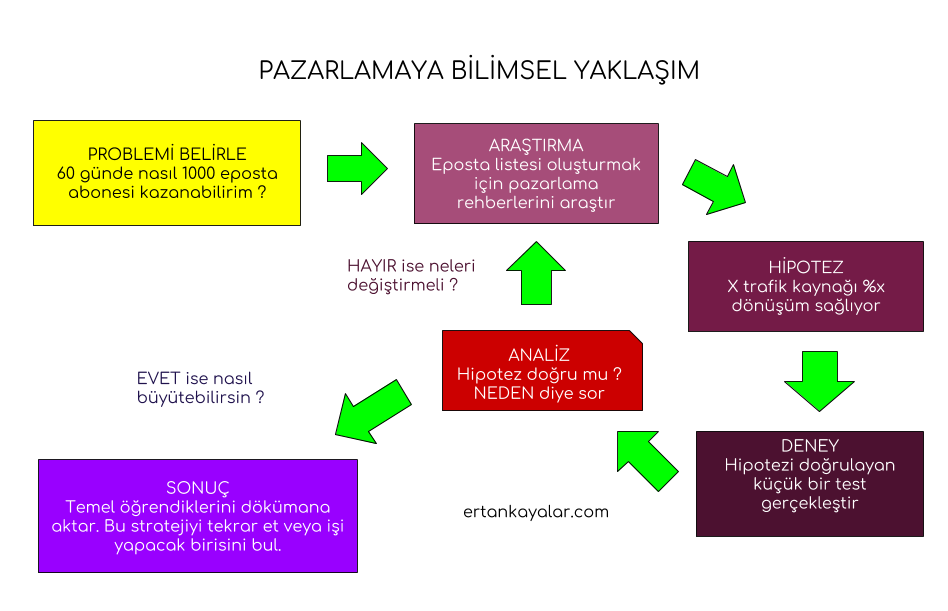 PAZARLAMAYA BİLİMSEL YAKLAŞIM
PROBLEMİ BELİRLE
60 günde nasıl 1000 eposta
abonesi kazanabilirim ?
ARAŞTIRMA
Eposta listesi oluşturmak
için pazarlama
rehberlerini araştır
HİPOTEZ
X trafik kaynağı %x
dönüşüm sağlıyor
DENEY
Hipotezi doğrulayan
küçük bir test
gerçekleştir
ANALİZ
Hipotez doğru mu ?
NEDEN diye sor
HAYIR ise neleri
değiştirmeli ?
EVET ise nasıl
büyütebilirsin ?
SONUÇ
Temel öğrendiklerini dökümana
aktar. Bu stratejiyi tekrar et veya işi
yapacak birisini bul.
ertankayalar.com